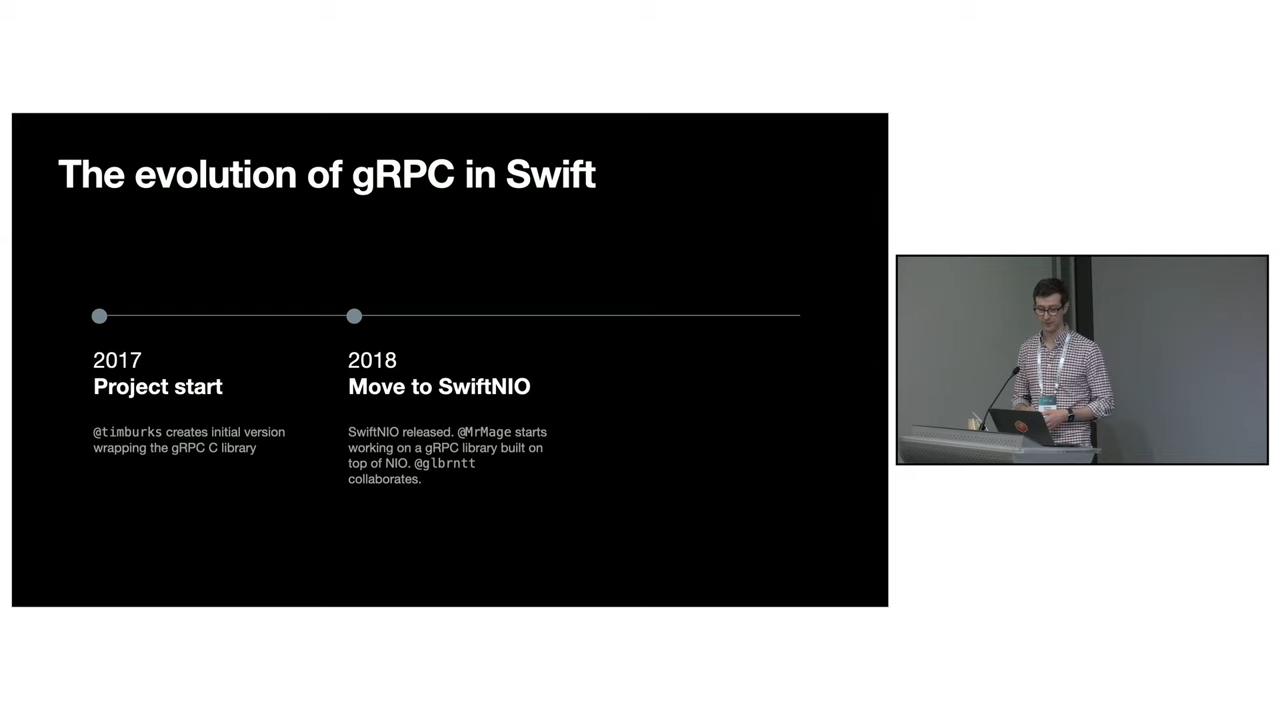 The evolution of gRPC in Swift
2017
Project start
@timburks creates initial version
wrapping the gRPC C library
2018
Move to SwiftNIO
SwiftNIO released. @MrMage starts
working on a gRPC library built on
top of NIO. @glbrntt
collaborates.